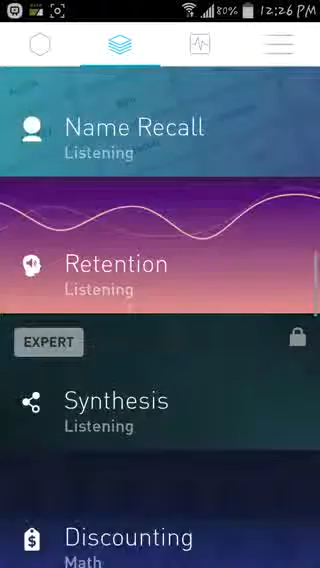 80% 12:26 PM
Name Recall
Listening
Retention
Listening
EXPERT
Synthesis
Listening
$
Discounting
Math